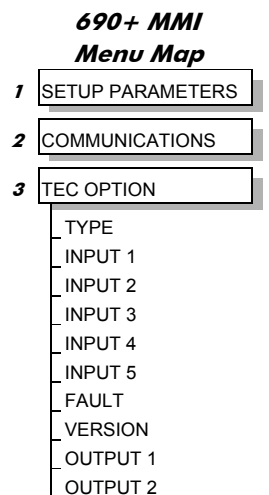 690+ MMI
Menu Map
1 SETUP PARAMETERS
2 COMMUNICATIONS
3 TEC OPTION
TYPE
INPUT 1
INPUT 2
INPUT 3
INPUT 4
INPUT 5
FAULT
VERSION
OUTPUT 1
OUTPUT 2